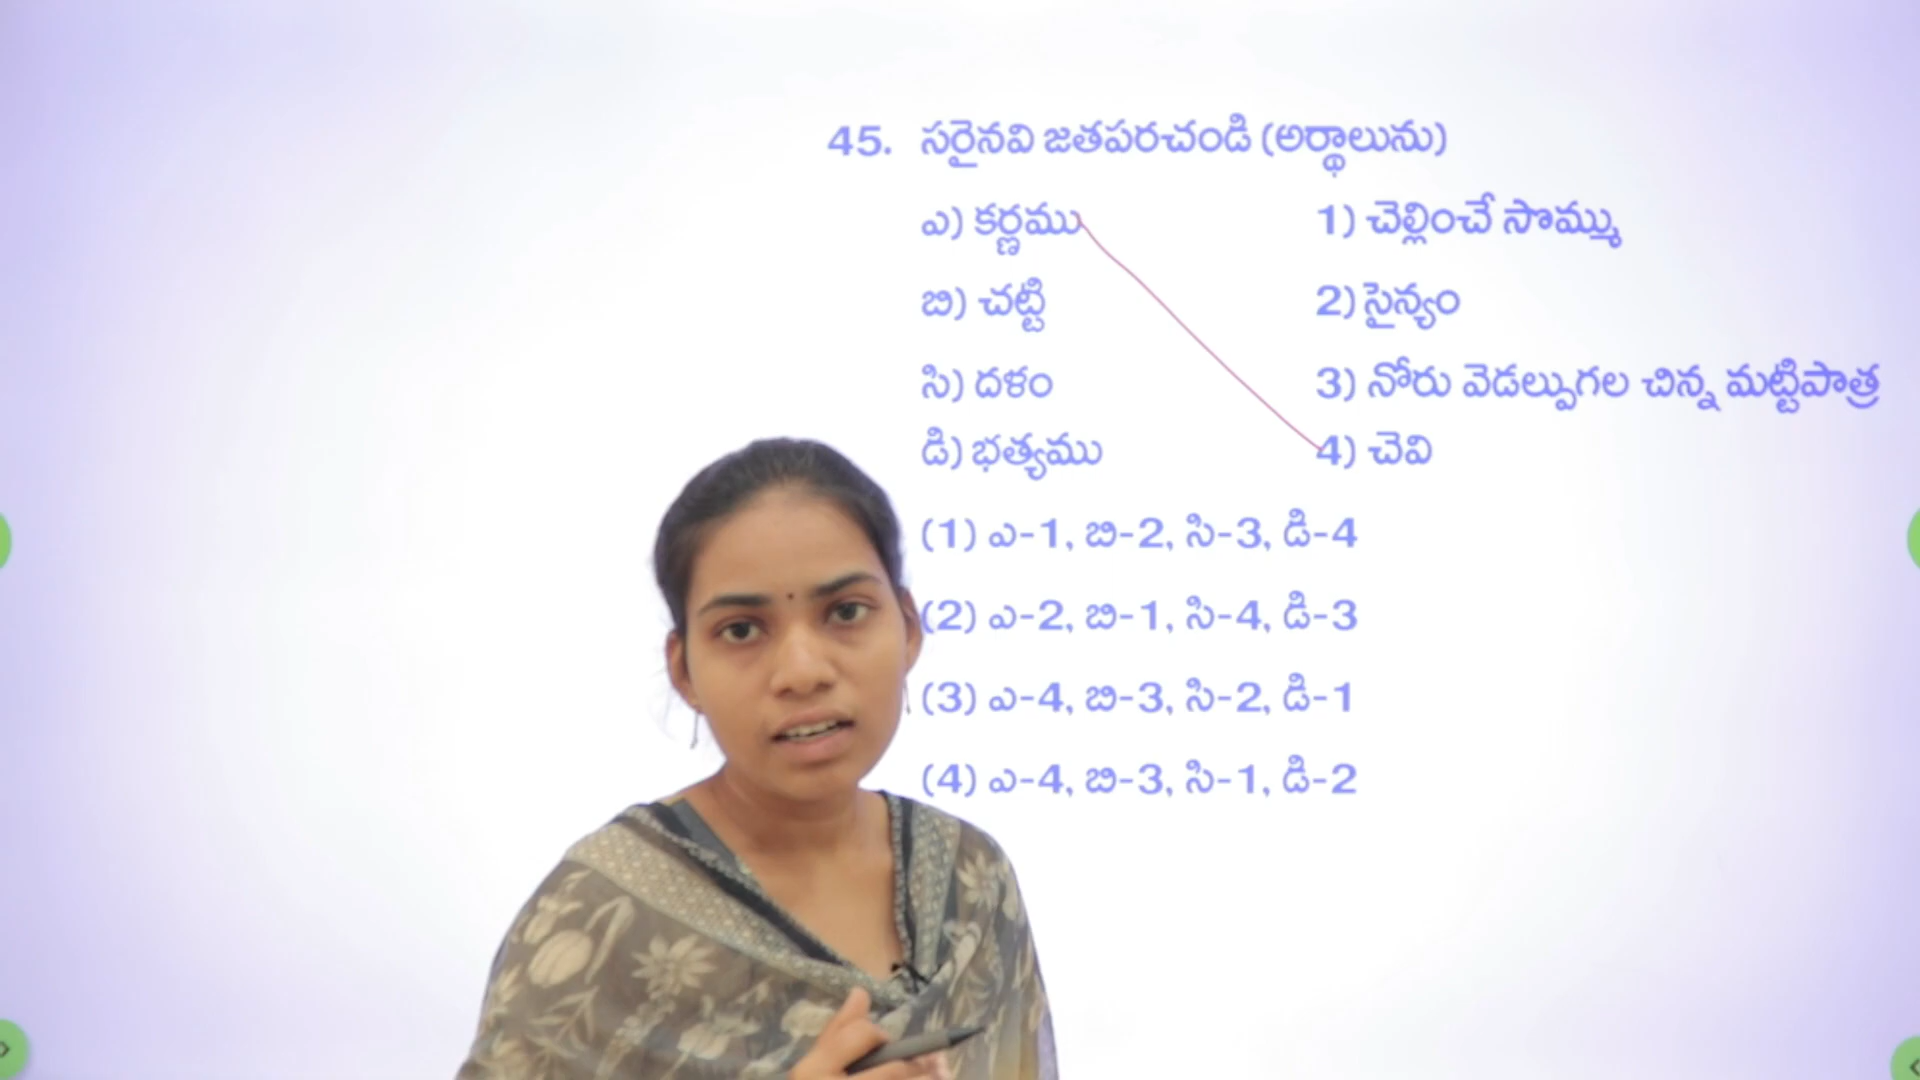 45. సరైనవి జతపరచండి (అర్థాలును)
ఎ) కర్ణము 1) చెల్లించే సొమ్ము
బి) చట్టి 2) సైన్యం
సి) దళం 3) నోరు వెడల్పుగల చిన్న మట్టిపాత్ర
డి) భత్యము 4) చెవి
(1) ఎ-1, బి-2, సి-3, డి-4
(2) ఎ-2, బి-1, సి-4, డి-3
(3) ఎ-4, బి-3, సి-2, డి-1
(4) ఎ-4, బి-3, సి-1, డి-2